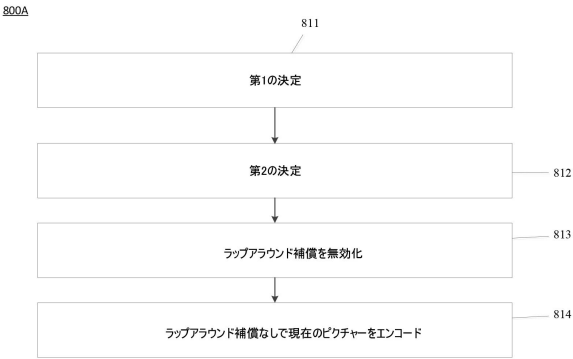 800A
811
第1の決定
第2の決定
812
813
ラップアラウンド補償を無効化
814
ラップアラウンド補償なしで現在のピクチャーをエンコード